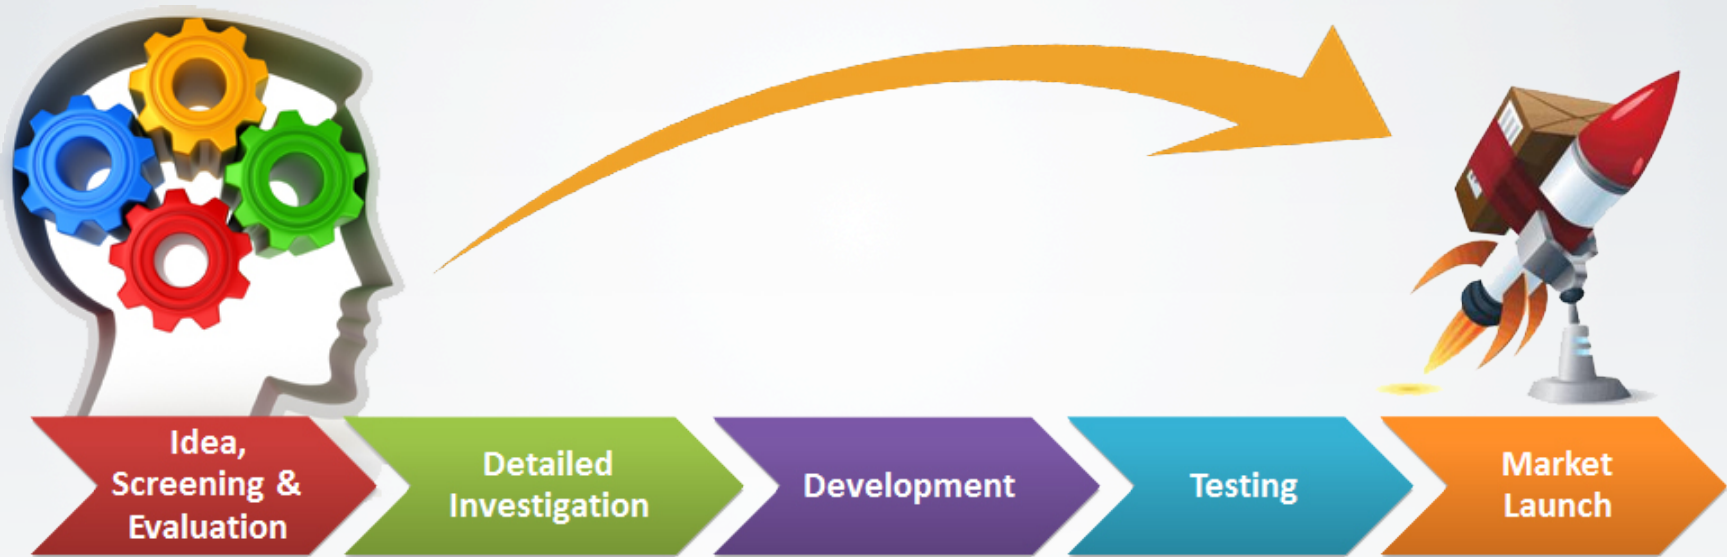 Idea,
Screening &
Evaluation
Detailed
Investigation
Development
Testing
Market
Launch